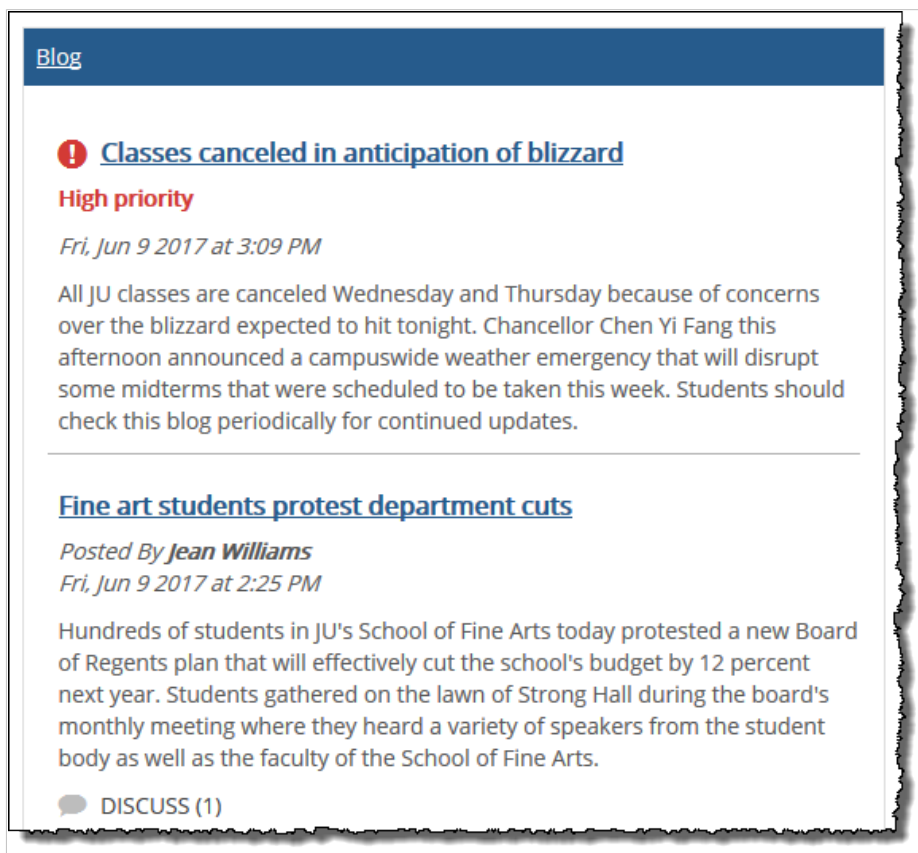 Blog
Classes canceled in anticipation of blizzard
High priority
Fri, Jun 9 2017 at 3:09 PM
All JU classes are canceled Wednesday and Thursday because of concerns
over the blizzard expected to hit tonight. Chancellor Chen Yi Fang this
afternoon announced a campuswide weather emergency that will disrupt
some midterms that were scheduled to be taken this week. Students should
check this blog periodically for continued updates.
Fine art students protest department cuts
Posted By Jean Williams
Fri, Jun 9 2017 at 2:25 PM
Hundreds of students in JU's School of Fine Arts today protested a new Board
of Regents plan that will effectively cut the school's budget by 12 percent
next year. Students gathered on the lawn of Strong Hall during the board's
monthly meeting where they heard a variety of speakers from the student
body as well as the faculty of the School of Fine Arts.
DISCUSS (1)